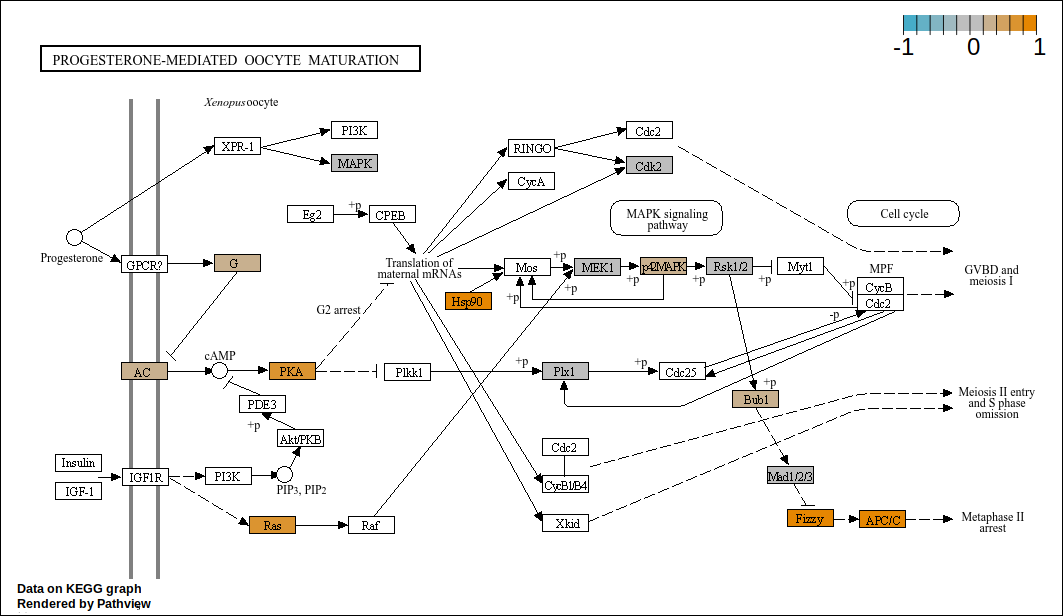 -1 0 1
PROGESTERONE-MEDIATED OOCYTE MATURATION
Xenopus oocyte
XPR-1
PI3K
MAPK
RINGO
CycA
Cdc2
Cdk2
Eg2
+p
CPEB
MAPK signaling
pathway
Cell cycle
Progesterone
GPCR?
G
Translation of
maternal mRNAs
Mos
+p
MEK1
+p
p42MAPK
+p
Rsk1/2
+p
Myt1
+p
MPF
CycB
Cdc2
GVBD and
meiosis I
Hsp90
+p
-p
G2 arrest
AC
cAMP
PKA
Plkk1
+p
Plx1
+p
Cdc25
+p
Bub1
PDE3
+p
Akt/PKB
Meiosis II entry
and S phase
omission
Insulin
IGF-1
IGF1R
PI3K
PIP3, PIP2
Cdc2
CycB1/B4
Mad1/2/3
Ras
Raf
Xkid
Fizzy
APC/C
Metaphase II
arrest
Data on KEGG graph
Rendered by Pathview